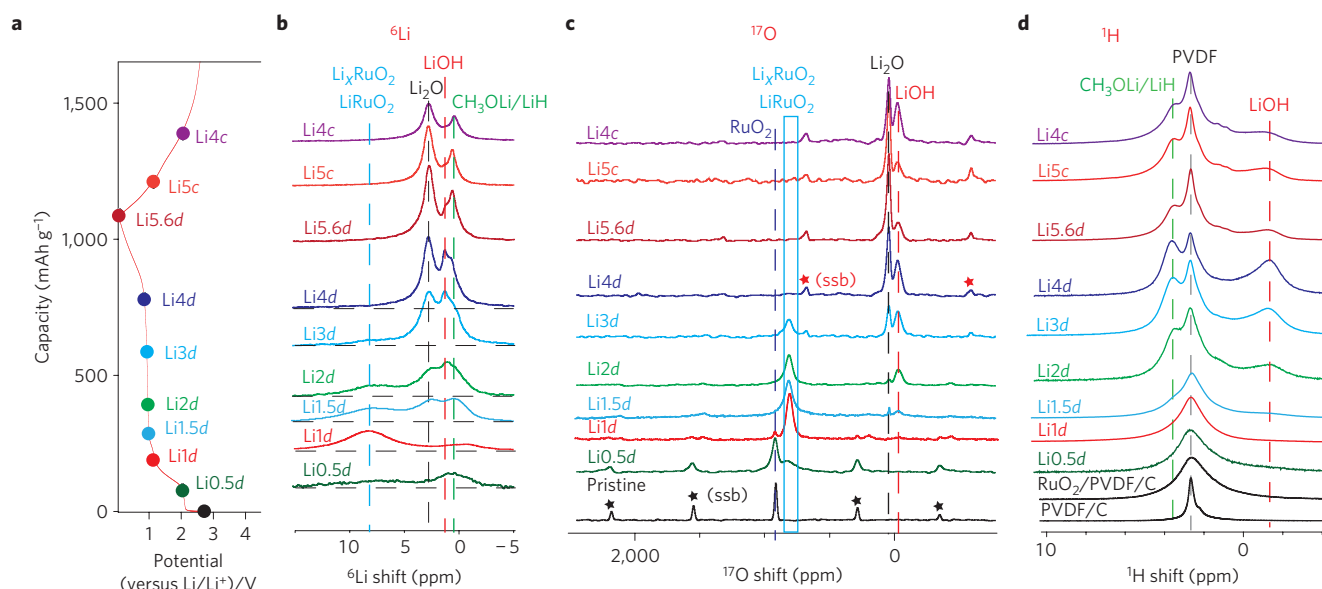 a
Capacity (mAh g⁻¹)
1,500
1,000
500
0
Li4c
Li5c
Li5.6d
Li4d
Li3d
Li2d
Li1.5d
Li1d
Li0.5d
1 2 3 4
Potential
(versus Li/Li⁺)/V
b
⁶Li
LiₓRuO₂
LiRuO₂
Li₂O
LiOH
CH₃OLi/LiH
Li4c
Li5c
Li5.6d
Li4d
Li3d
Li2d
Li1.5d
Li1d
Li0.5d
10 5 0 −5
⁶Li shift (ppm)
c
¹⁷O
LiₓRuO₂
LiRuO₂
RuO₂
Li₂O
LiOH
Li4c
Li5c
Li5.6d
Li4d
(ssb)
Li3d
Li2d
Li1.5d
Li1d
Li0.5d
Pristine
(ssb)
2,000 0
¹⁷O shift (ppm)
d
¹H
PVDF
CH₃OLi/LiH
LiOH
Li4c
Li5c
Li5.6d
Li4d
Li3d
Li2d
Li1.5d
Li1d
Li0.5d
RuO₂/PVDF/C
PVDF/C
10 0
¹H shift (ppm)